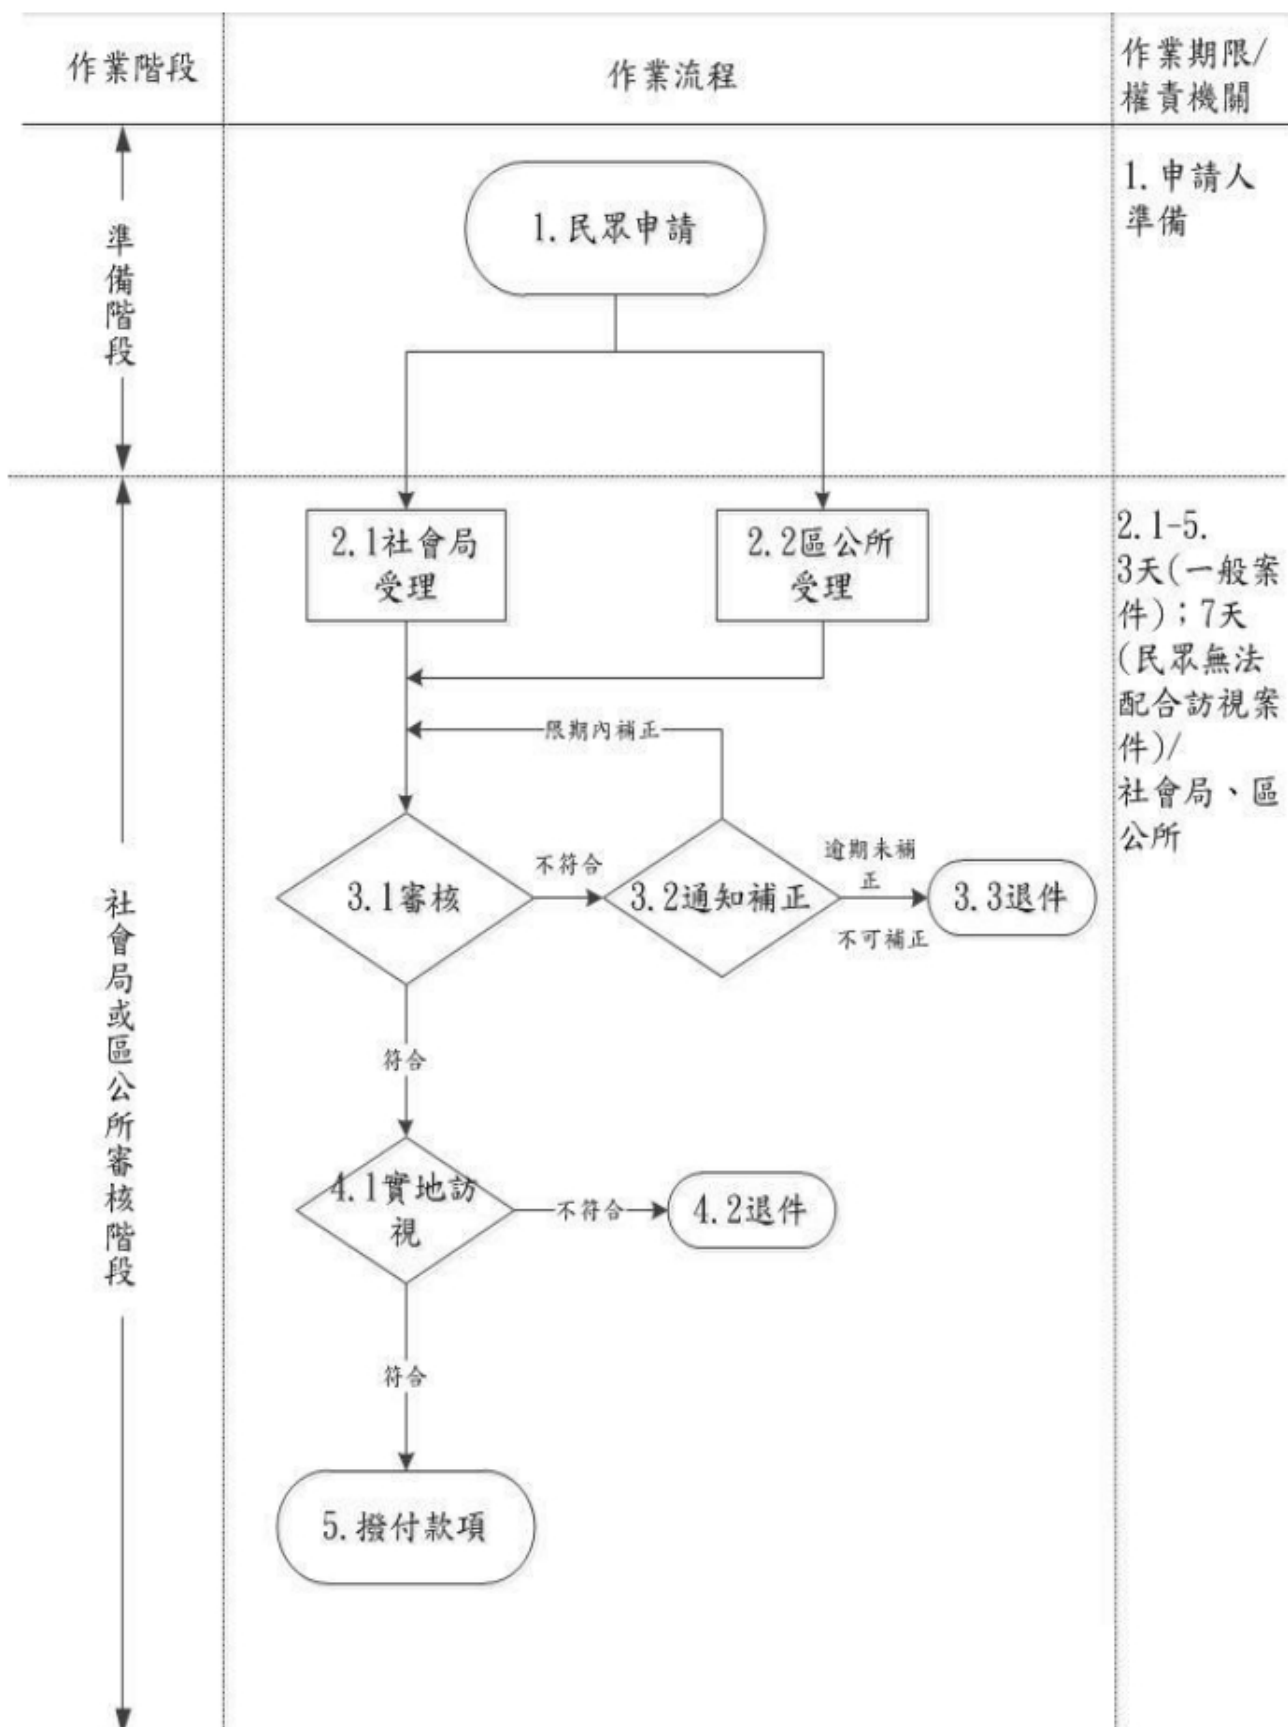 作業階段
作業流程
作業期限/
權責機關
準備階段
1.民眾申請
1.申請人
準備
社會局或區公所審核階段
2.1社會局
受理
2.2區公所
受理
2.1-5.
3天(一般案
件);7天
(民眾無法
配合訪視案
件)/
社會局、區
公所
限期內補正
3.1審核
不符合
3.2通知補正
逾期未補
正
不可補正
3.3退件
符合
4.1實地訪
視
不符合
4.2退件
符合
5.撥付款項